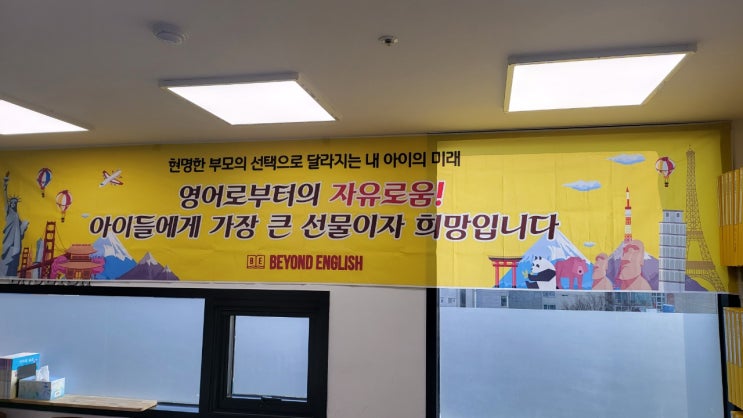 현명한 부모의 선택으로 달라지는 내 아이의 미래
영어로부터의 자유로움!
아이들에게 가장 큰 선물이자 희망입니다
BE BEYOND ENGLISH